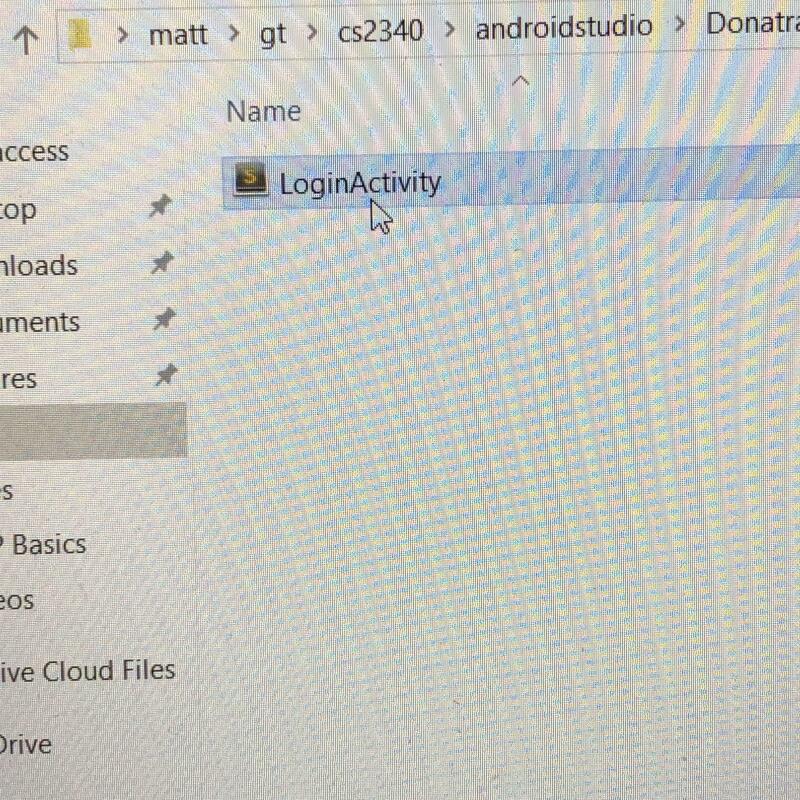 matt > gt > cs2340 > androidstudio > Donatra
Name
access
top
nloads
uments
res
LoginActivity
s
P Basics
eos
ive Cloud Files
Drive